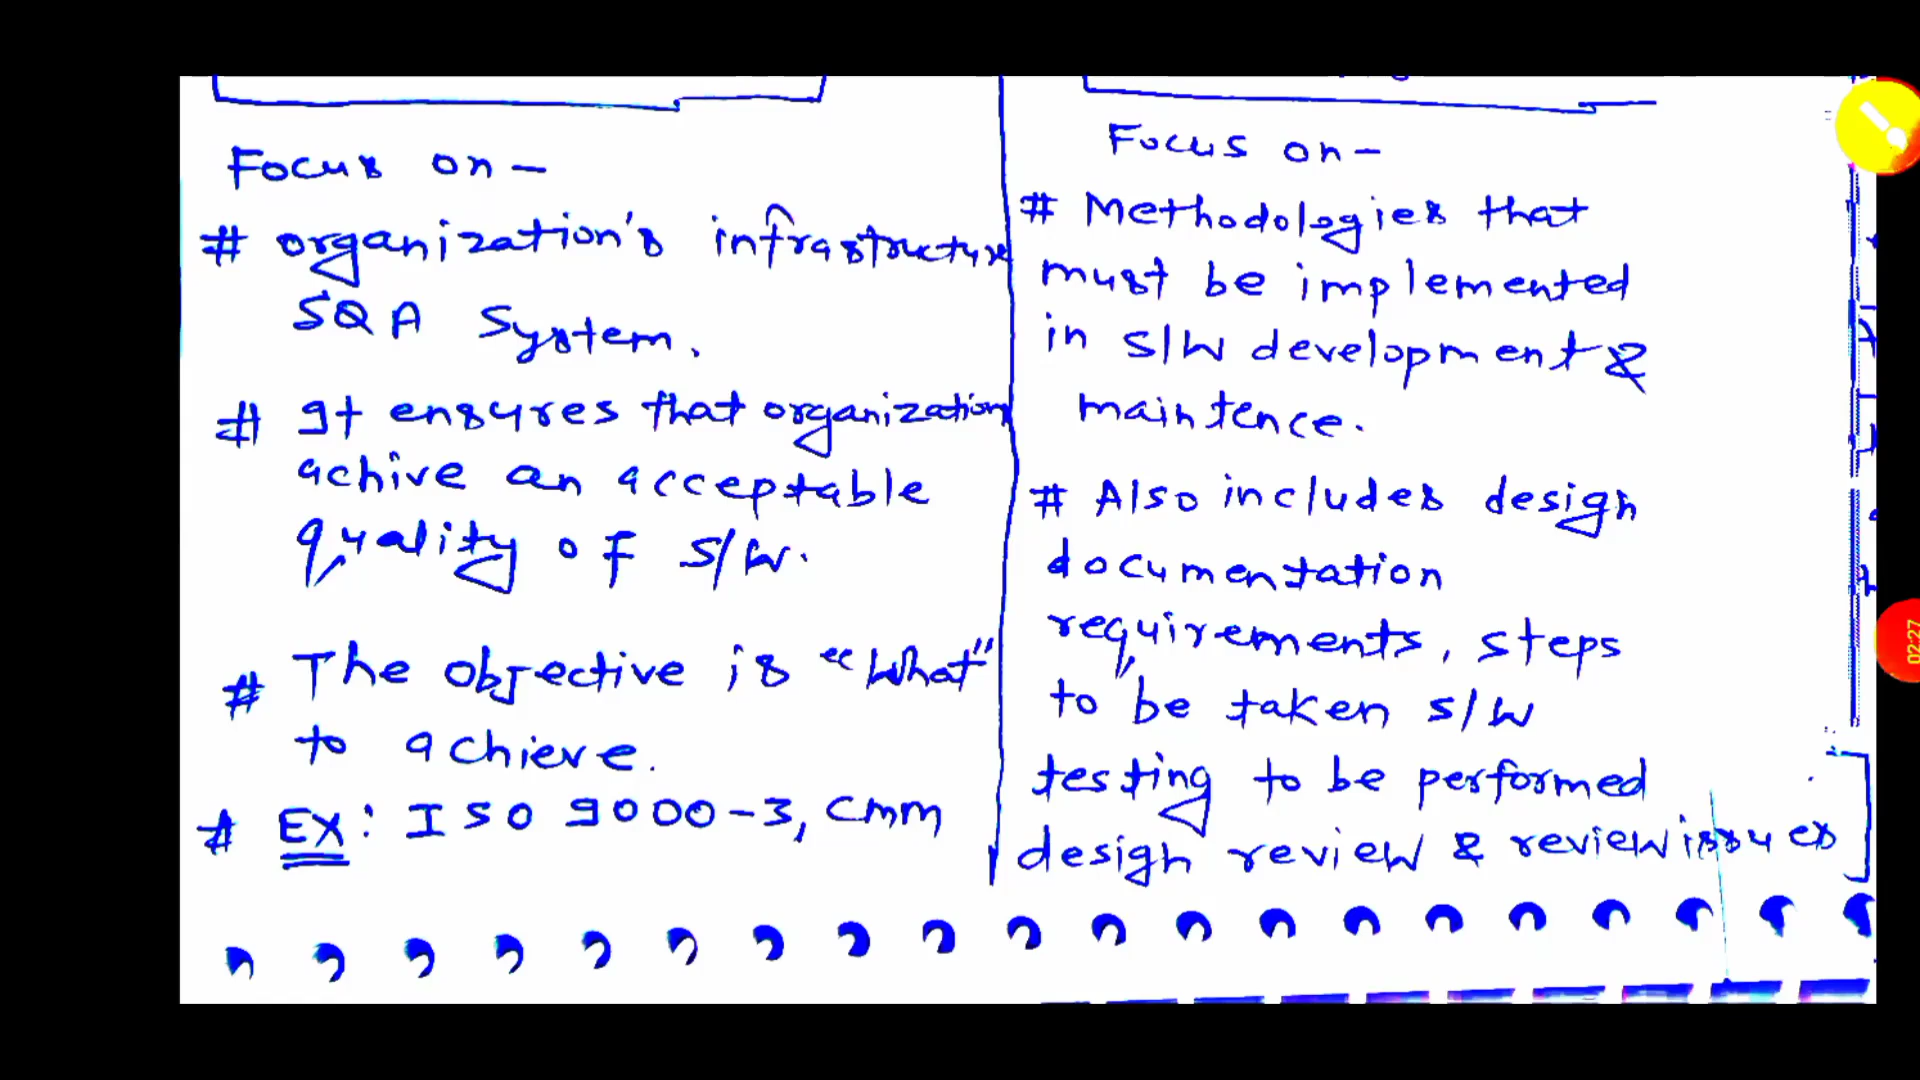 Focus on -
# organization's infrastructure
SQA System.
# It ensures that organization
achive an acceptable
quality of S/W.
# The objective is "What"
to achieve.
# EX: ISO 9000-3, CMM
Focus on -
# Methodologies that
must be implemented
in S/W development &
maintence.
# Also includes design
documentation
requirements, steps
to be taken S/W
testing to be performed
design review & review issues
02:27